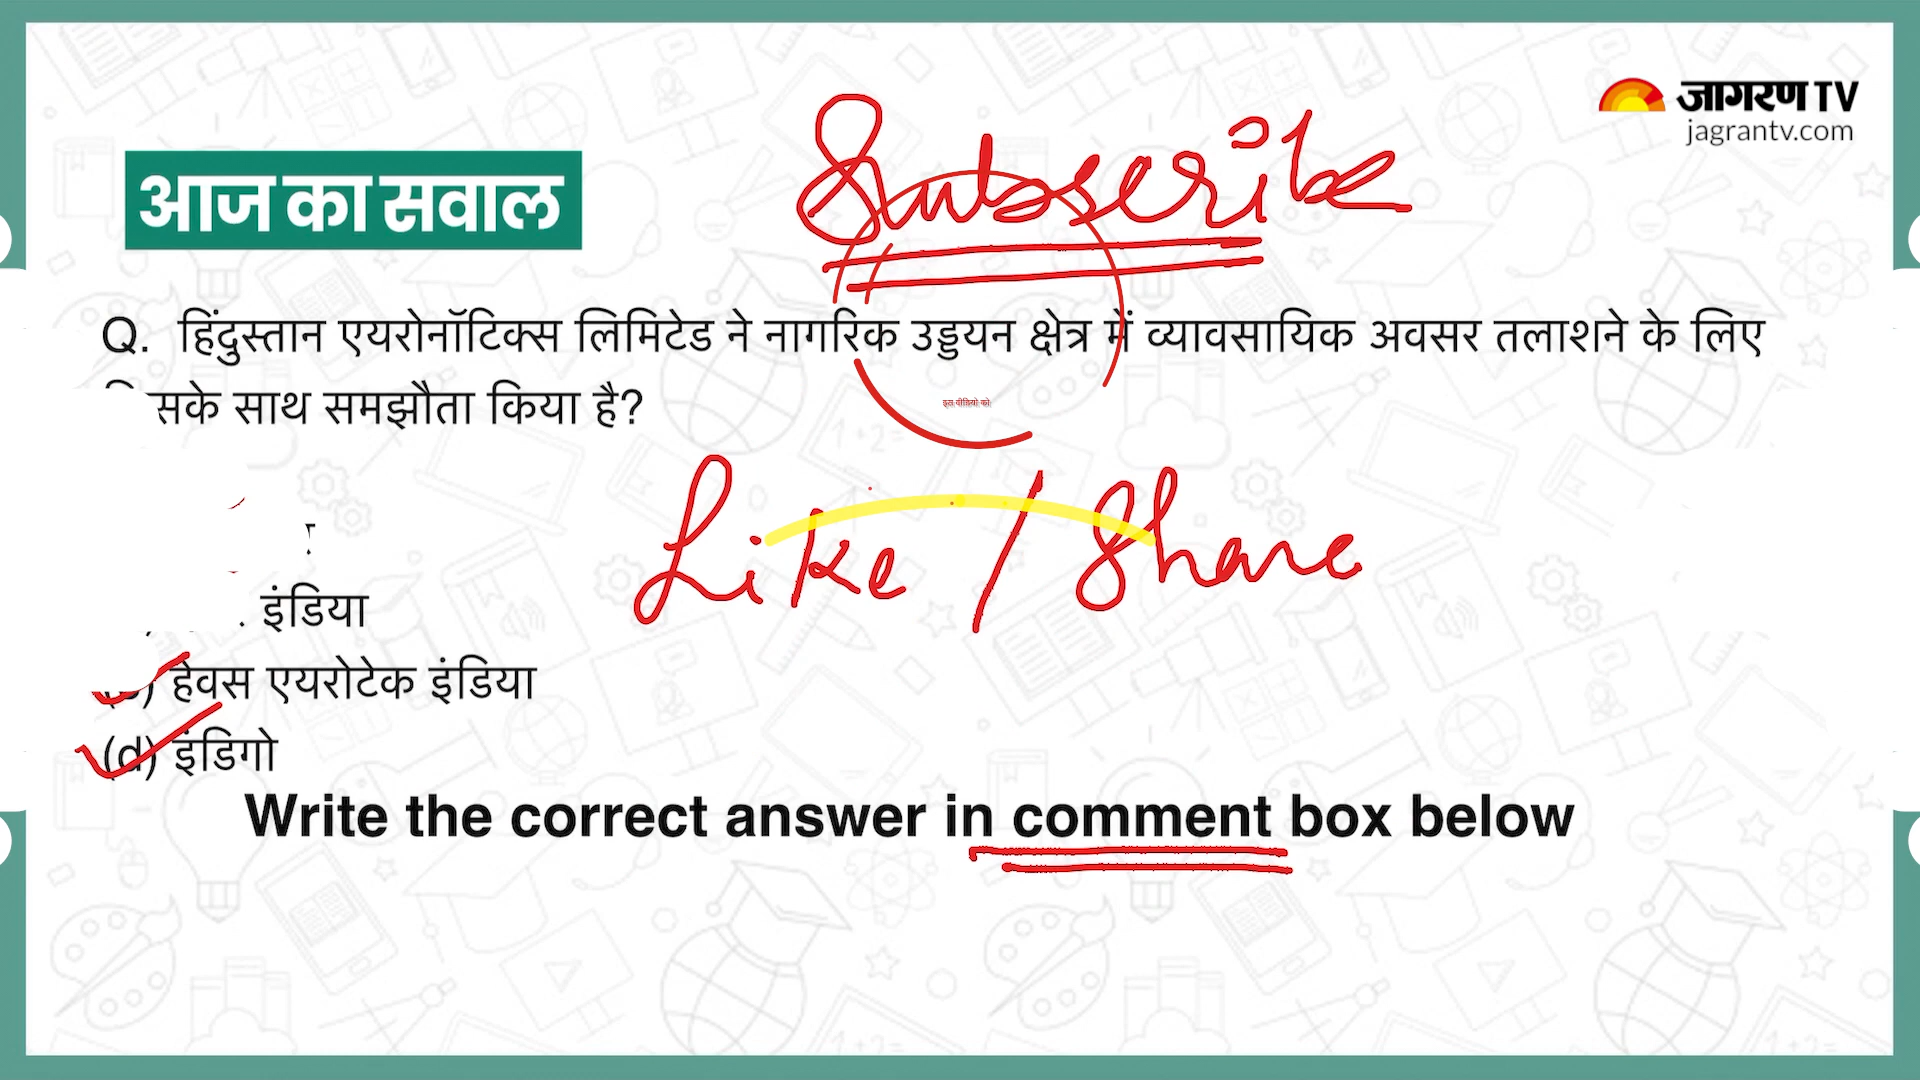 जागरण TV
jagrantv.com
Subscribe
आज का सवाल
Q. हिंदुस्तान एयरोनॉटिक्स लिमिटेड ने नागरिक उड्डयन क्षेत्र में व्यावसायिक अवसर तलाशने के लिए
सके साथ समझौता किया है?
इस वीडियो को
Like / Share
इंडिया
हेवस एयरोटेक इंडिया
(d) इंडिगो
Write the correct answer in comment box below